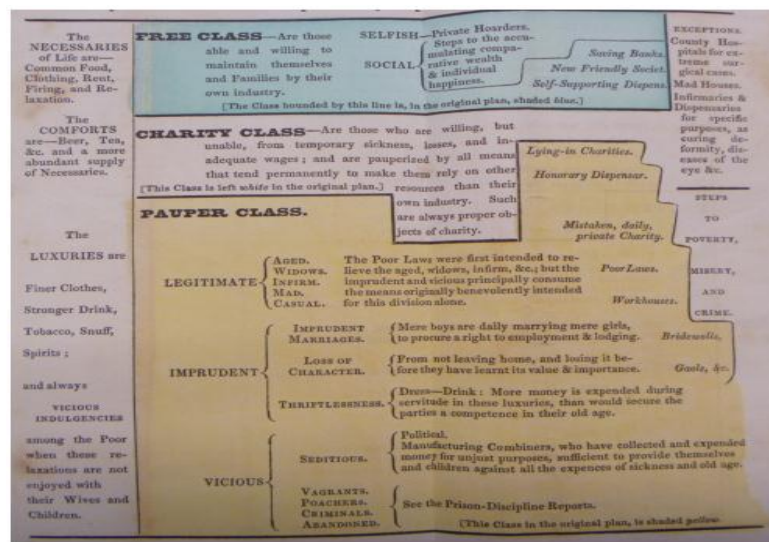 The
NECESSARIES
of Life are—
Common Food,
Clothing, Rent,
Firing, and Re-
laxation.
The
COMFORTS
are—Beer, Tea,
&c. and a more
abundant supply
of Necessaries.
The
LUXURIES are
Finer Clothes,
Stronger Drink,
Tobacco, Snuff,
Spirits ;
and always
VICIOUS
INDULGENCIES
among the Poor
when these re-
laxations are not
enjoyed with
their Wives and
Children.
FREE CLASS—Are those
able and willing to
maintain themselves
and Families by their
own industry.
SELFISH—Private Hoarders.
SOCIAL
Steps to the accu-
mulating compa-
rative wealth
& individual
happiness.
Saving Banks.
New Friendly Societ.
Self-Supporting Dispens.
[The Class bounded by this line is, in the original plan, shaded blue.]
CHARITY CLASS—Are those who are willing, but
unable, from temporary sickness, losses, and in-
adequate wages ; and are pauperized by all means
that tend permanently to make them rely on other
[This Class is left white in the original plan.] resources than their
own industry. Such
are always proper ob-
jects of charity.
Lying-in Charities.
Honorary Dispensar.
Mistaken, daily,
private Charity.
Poor Laws.
Workhouses.
Bridewells.
Gaols, &c.
PAUPER CLASS.
LEGITIMATE
AGED.
WIDOWS.
INFIRM.
MAD.
CASUAL.
The Poor Laws were first intended to re-
lieve the aged, widows, infirm, &c.; but the
imprudent and vicious principally consume
the means originally benevolently intended
for this division alone.
IMPRUDENT
IMPRUDENT
MARRIAGES.
Mere boys are daily marrying mere girls,
to procure a right to employment & lodging.
LOSS OF
CHARACTER.
From not leaving home, and losing it be-
fore they have learnt its value & importance.
THRIFTLESSNESS.
Dress—Drink : More money is expended during
servitude in these luxuries, than would secure the
parties a competence in their old age.
VICIOUS
SEDITIOUS.
Political.
Manufacturing Combiners, who have collected and expended
money for unjust purposes, sufficient to provide themselves
and children against all the expences of sickness and old age.
VAGRANTS.
POACHERS.
CRIMINALS.
ABANDONED.
See the Prison-Discipline Reports.
[This Class in the original plan, is shaded yellow.
EXCEPTIONS.
County Hos-
pitals for ex-
treme sur-
gical cases.
Mad Houses.
Infirmaries &
Dispensaries
for specific
purposes, as
curing de-
formity, dis-
eases of the
eye &c.
STEPS
TO
POVERTY,
MISERY,
AND
CRIME.